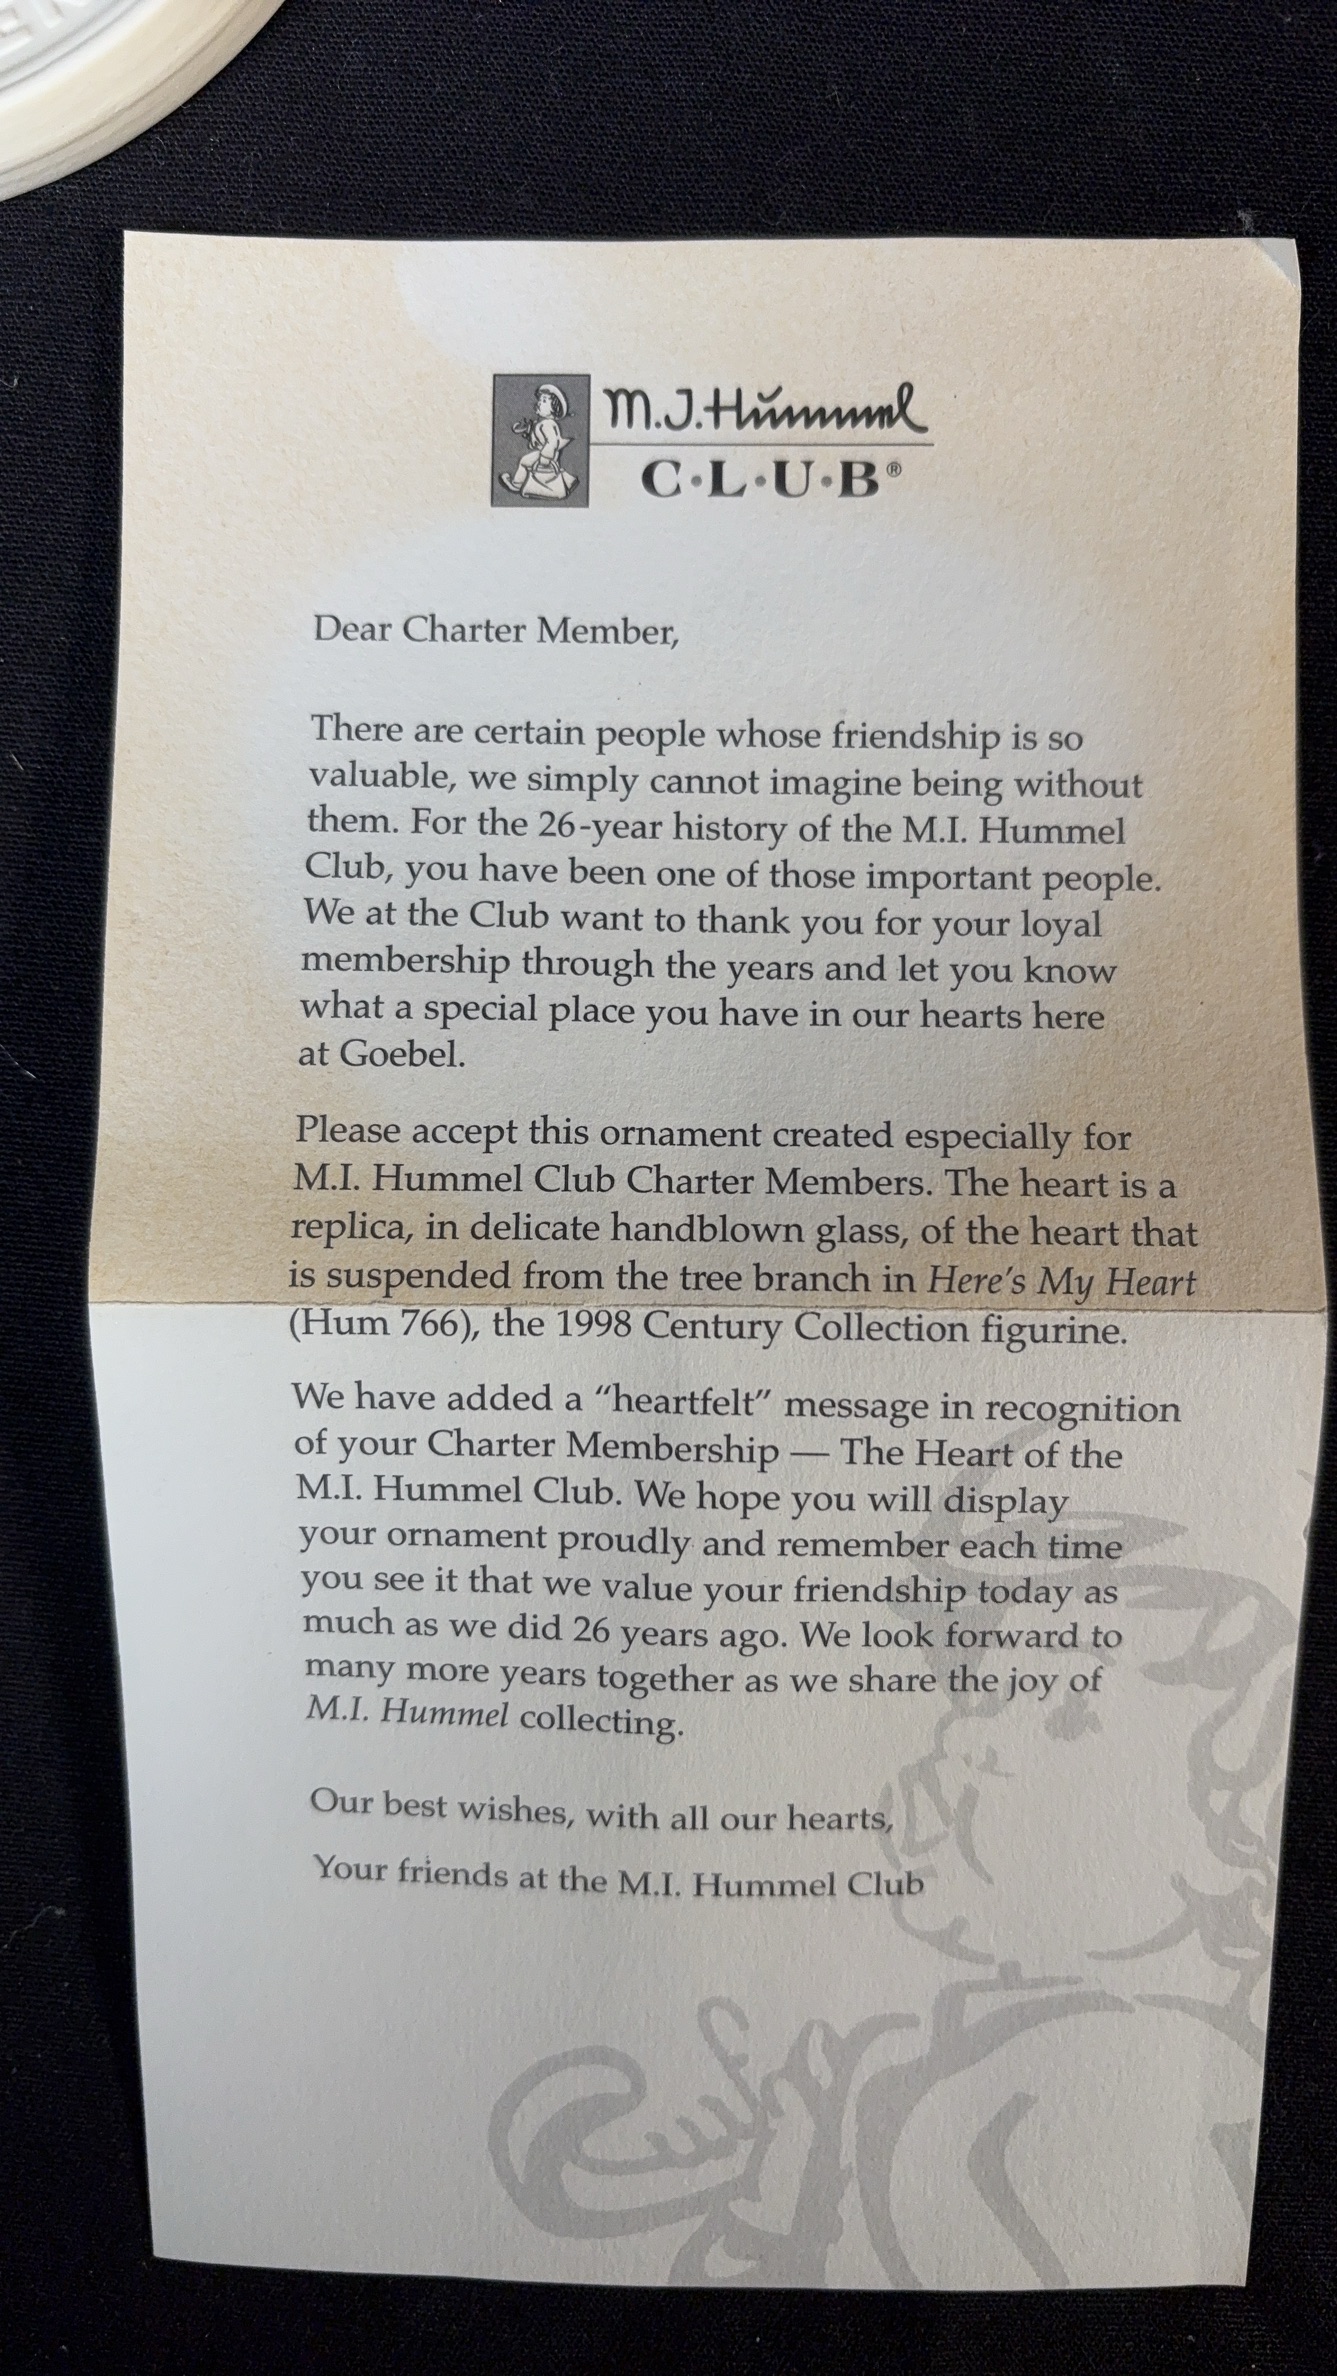 M.J. Hummel
C·L·U·B®
Dear Charter Member,
There are certain people whose friendship is so
valuable, we simply cannot imagine being without
them. For the 26-year history of the M.I. Hummel
Club, you have been one of those important people.
We at the Club want to thank you for your loyal
membership through the years and let you know
what a special place you have in our hearts here
at Goebel.
Please accept this ornament created especially for
M.I. Hummel Club Charter Members. The heart is a
replica, in delicate handblown glass, of the heart that
is suspended from the tree branch in Here's My Heart
(Hum 766), the 1998 Century Collection figurine.
We have added a “heartfelt” message in recognition
of your Charter Membership — The Heart of the
M.I. Hummel Club. We hope you will display
your ornament proudly and remember each time
you see it that we value your friendship today as
much as we did 26 years ago. We look forward to
many more years together as we share the joy of
M.I. Hummel collecting.
Our best wishes, with all our hearts,
Your friends at the M.I. Hummel Club